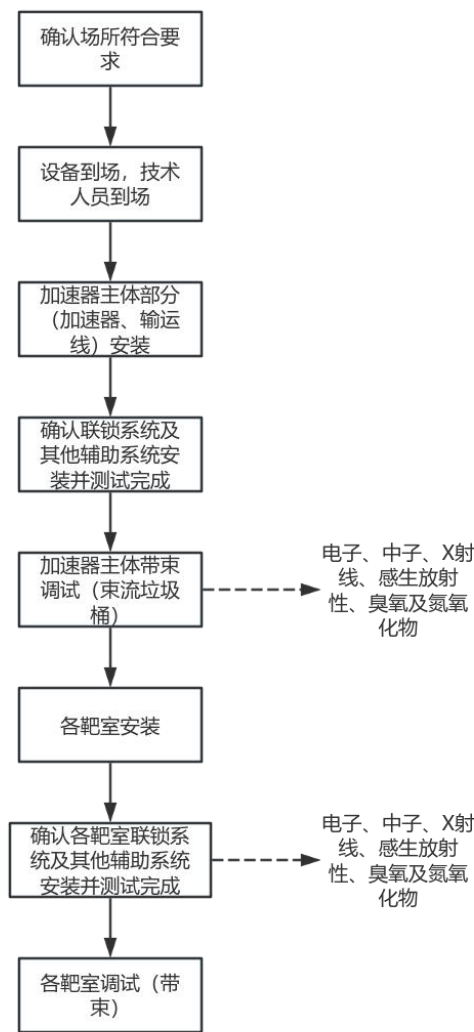 确认场所符合要
求
设备到场，技术
人员到场
加速器主体部分
（加速器、输运
线）安装
确认联锁系统及
其他辅助系统安
装并测试完成
加速器主体带束
调试（束流垃圾
桶）
电子、中子、X射
线、感生放射
性、臭氧及氮氧
化物
各靶室安装
确认各靶室联锁系
统及其他辅助系统
安装并测试完成
电子、中子、X射
线、感生放射
性、臭氧及氮氧
化物
各靶室调试（带
束）